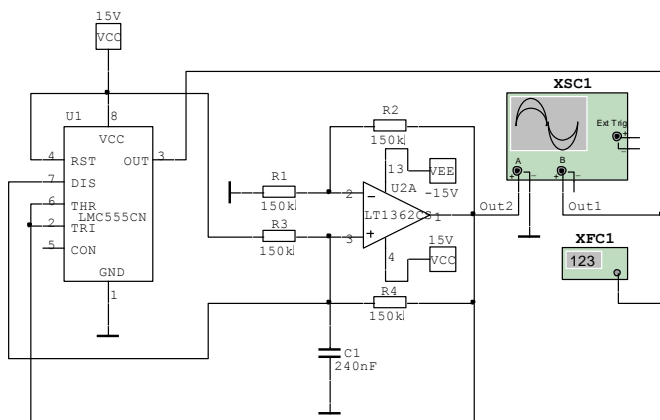 15V
VCC
XSC1
U1
8
VCC
4
RST
OUT
3
7
DIS
6
THR
LMC555CN
2
TRI
5
CON
GND
1
R2
150k
13
VEE
-15V
U2A
R1
150k
2
LT1362CS
1
R3
150k
3
4
15V
VCC
R4
150k
C1
240nF
Ext Trig
+
_
A
B
+
_
+
_
Out2
Out1
XFC1
123